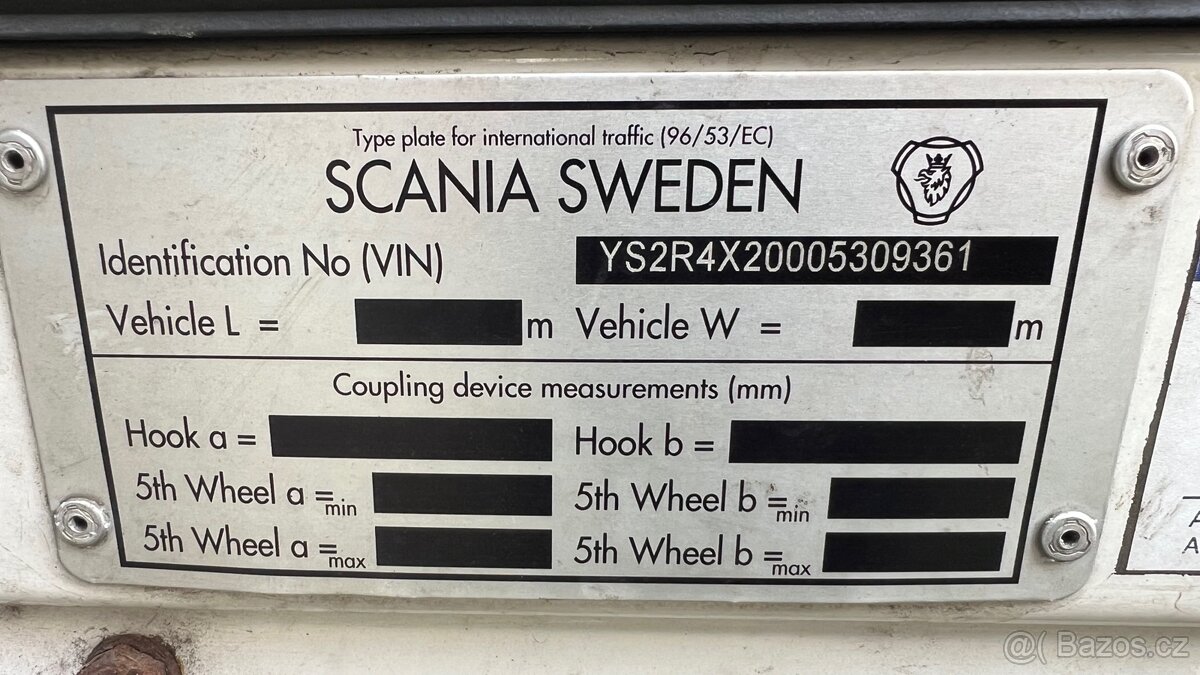 Type plate for international traffic (96/53/EC)
SCANIA SWEDEN
Identification No (VIN) YS2R4X20005309361
Vehicle L = m Vehicle W = m
Coupling device measurements (mm)
Hook a = Hook b =
5th Wheel a =min 5th Wheel b =min
5th Wheel a =max 5th Wheel b =max
A
A
@( Bazos.cz